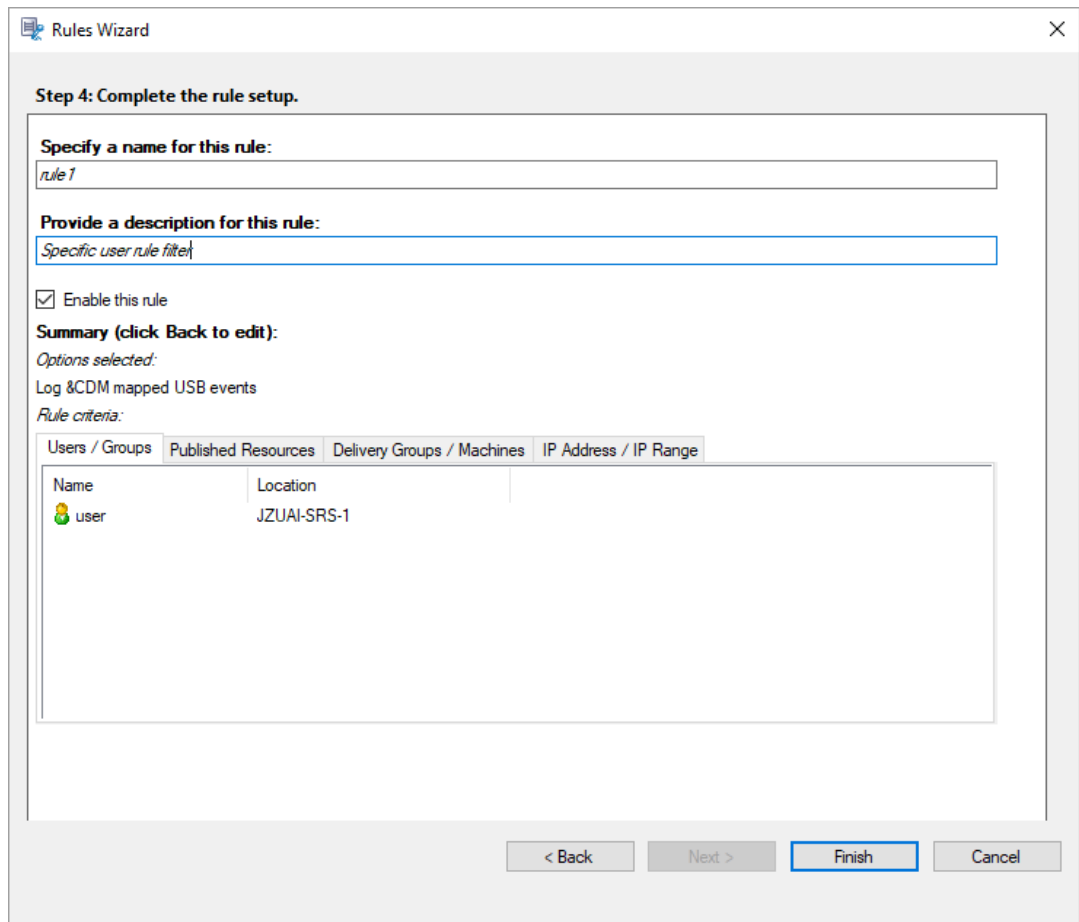 Rules Wizard
Step 4: Complete the rule setup.
Specify a name for this rule:
rule1
Provide a description for this rule:
Specific user rule filter
Enable this rule
Summary (click Back to edit):
Options selected:
Log &CDM mapped USB events
Rule criteria:
Users / Groups Published Resources Delivery Groups / Machines IP Address / IP Range
Name Location
user JZUAI-SRS-1
< Back Next > Finish Cancel